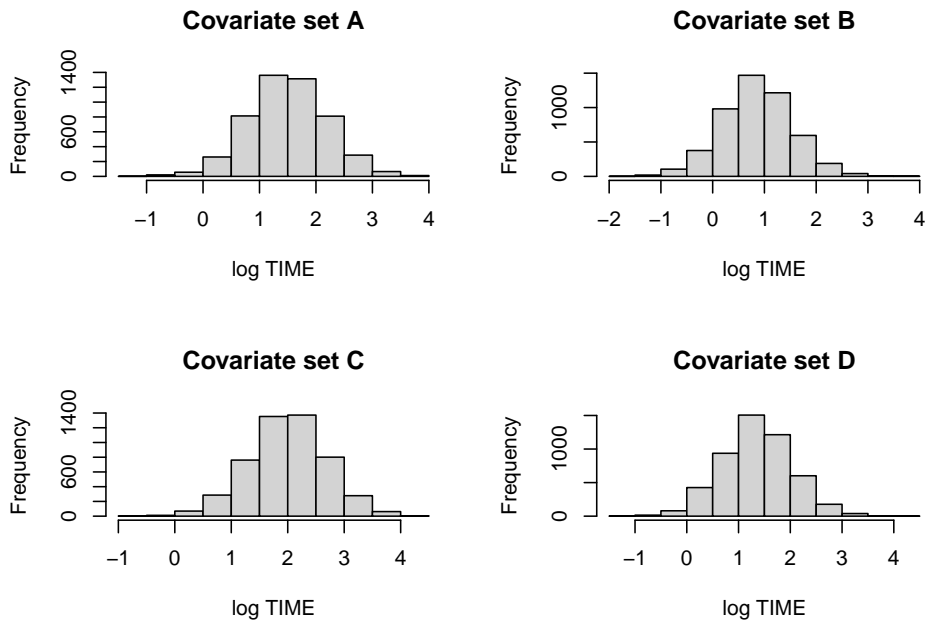 Covariate set A
Frequency
0 600 1400
−1 0 1 2 3 4
log TIME
Covariate set B
Frequency
0 1000
−2 −1 0 1 2 3 4
log TIME
Covariate set C
Frequency
0 600 1400
−1 0 1 2 3 4
log TIME
Covariate set D
Frequency
0 1000
−1 0 1 2 3 4
log TIME